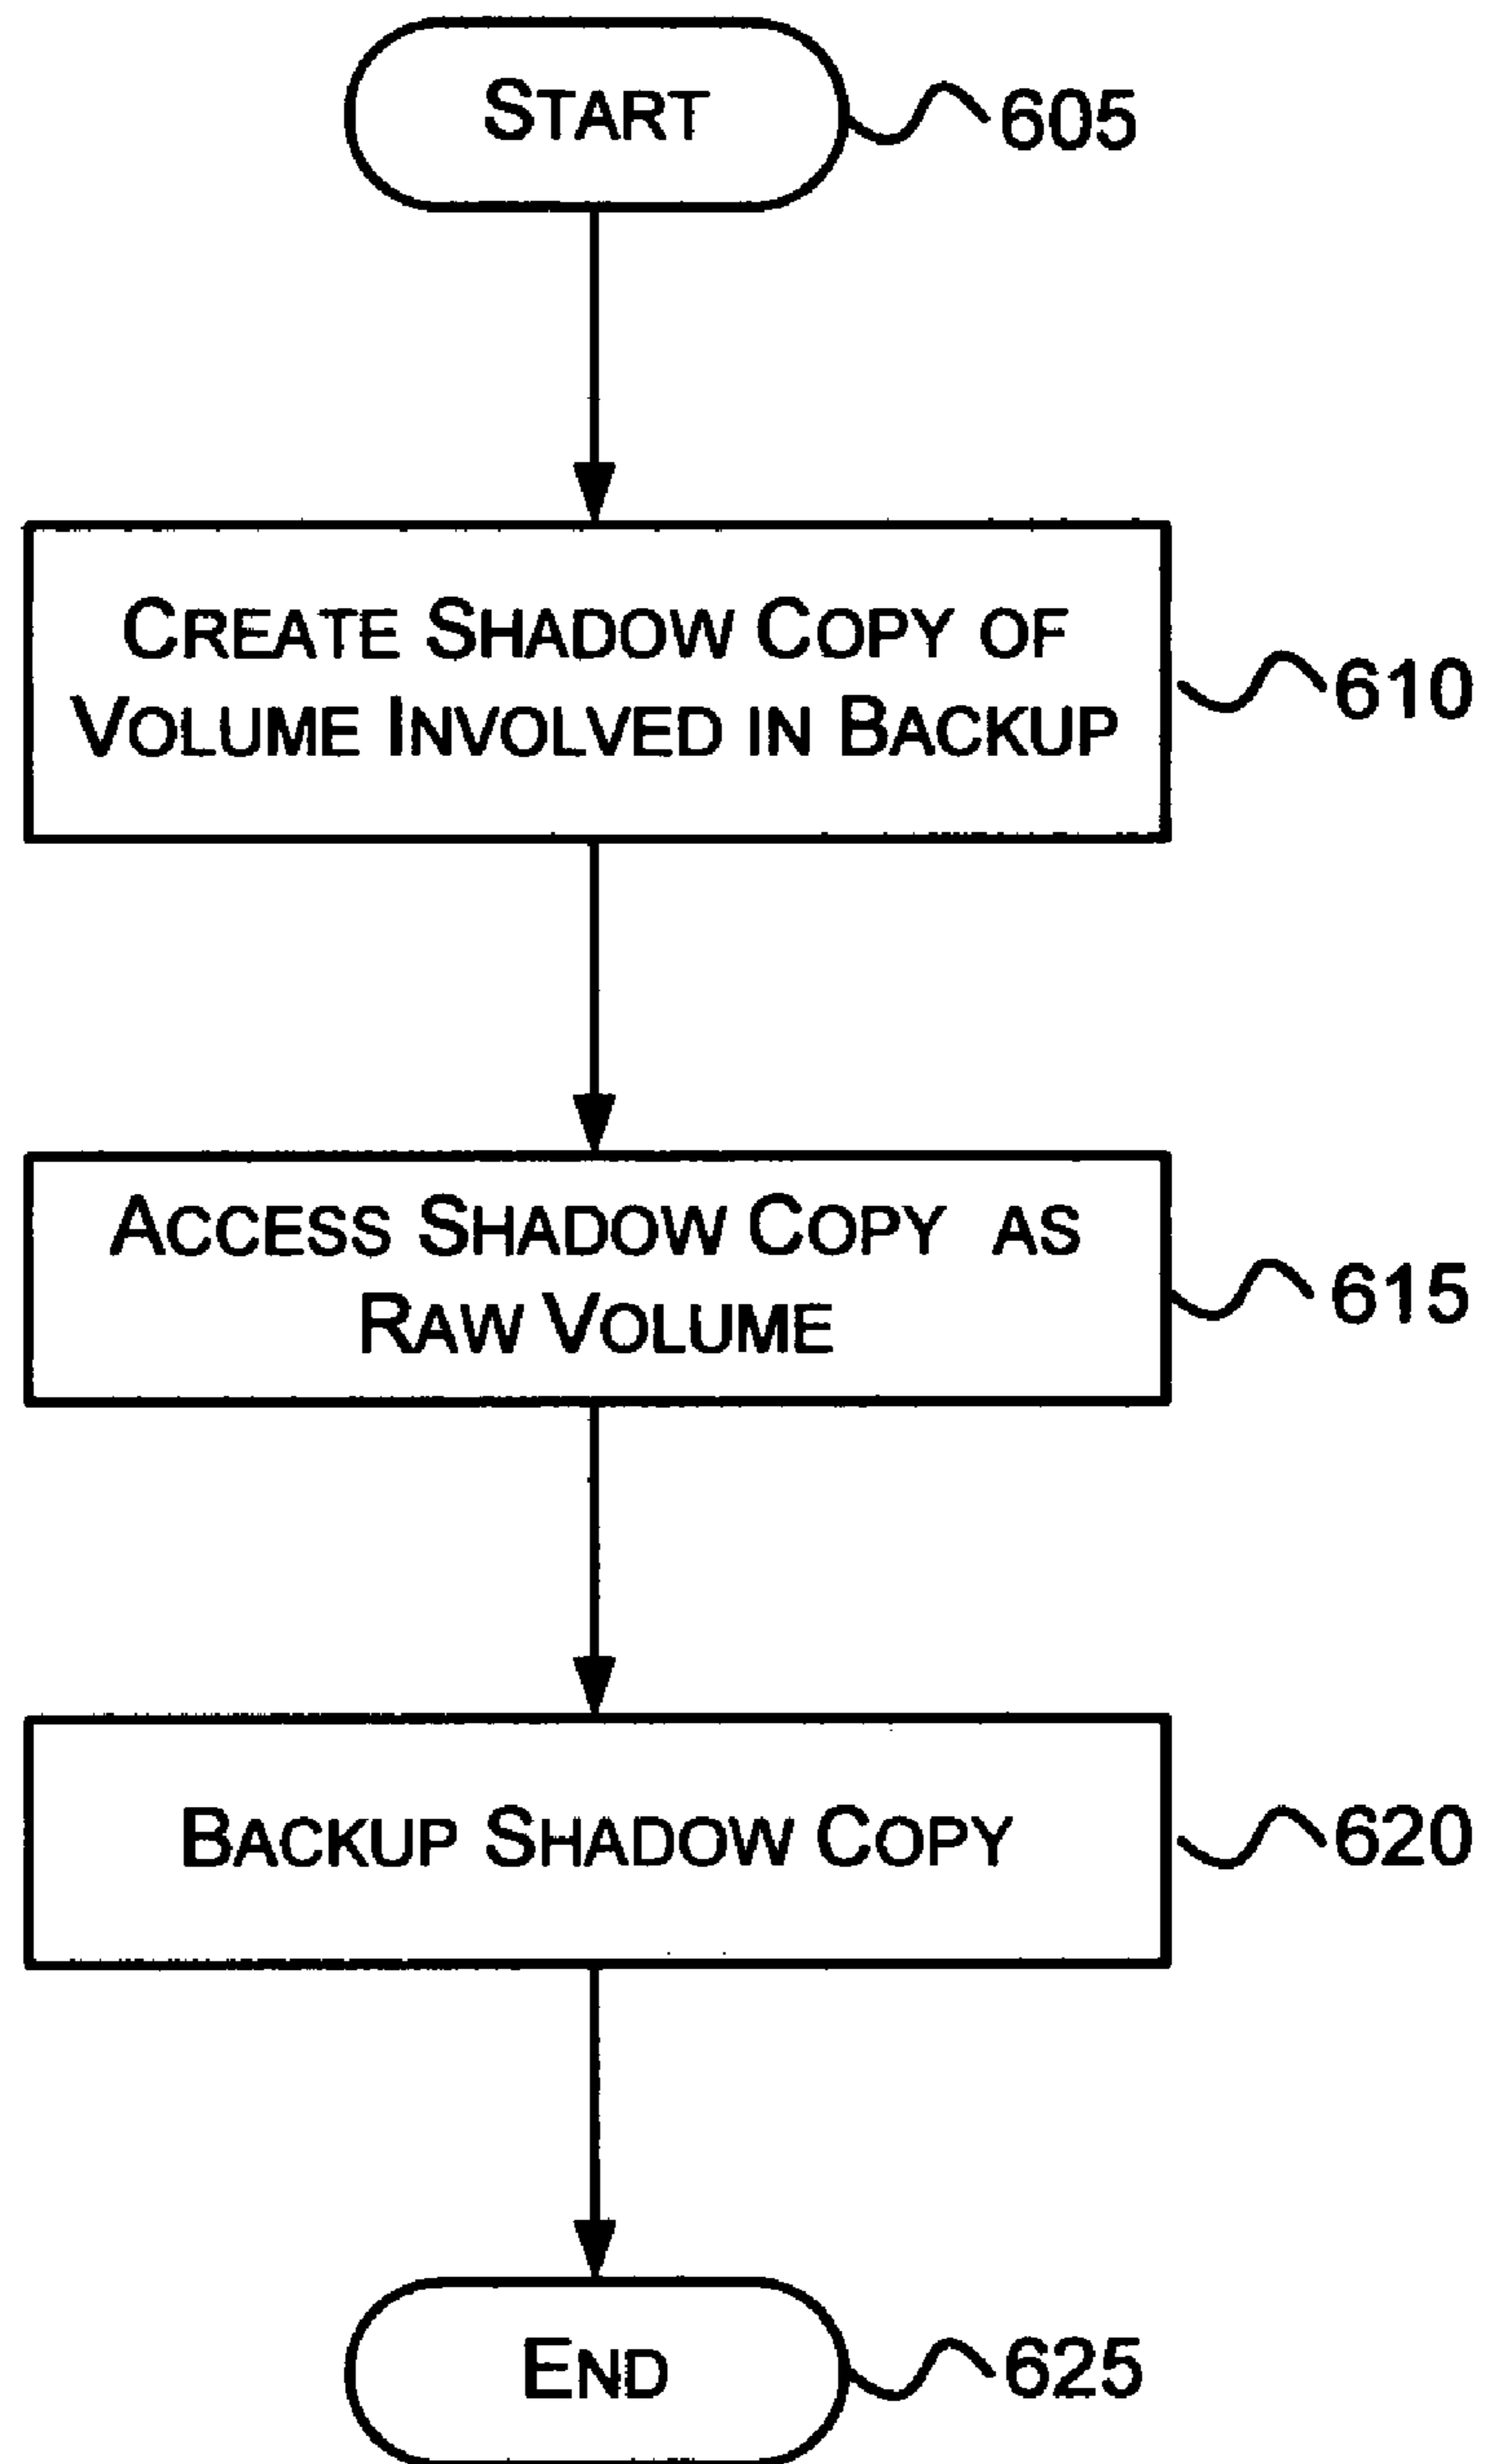 START
605
CREATE SHADOW COPY OF
VOLUME INVOLVED IN BACKUP
610
ACCESS SHADOW COPY AS
RAW VOLUME
615
BACKUP SHADOW COPY
620
END
625